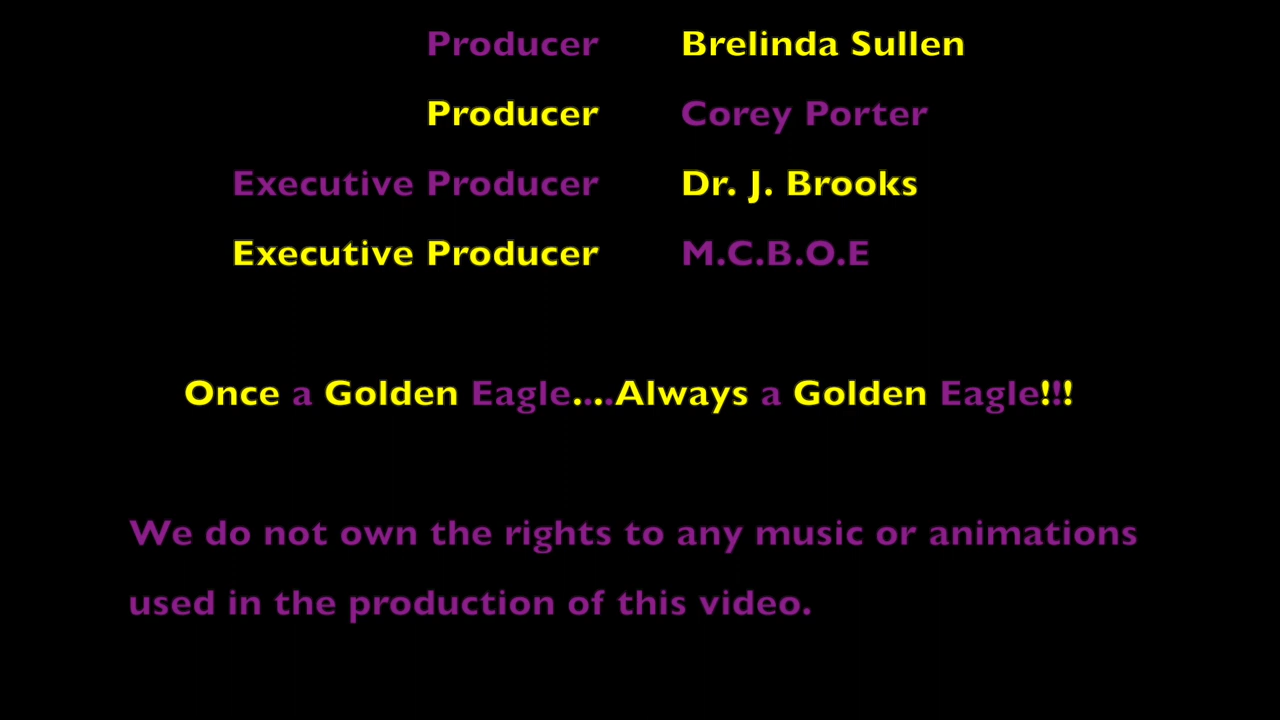 Producer Brelinda Sullen
Producer Corey Porter
Executive Producer Dr. J. Brooks
Executive Producer M.C.B.O.E
Once a Golden Eagle....Always a Golden Eagle!!!
We do not own the rights to any music or animations
used in the production of this video.